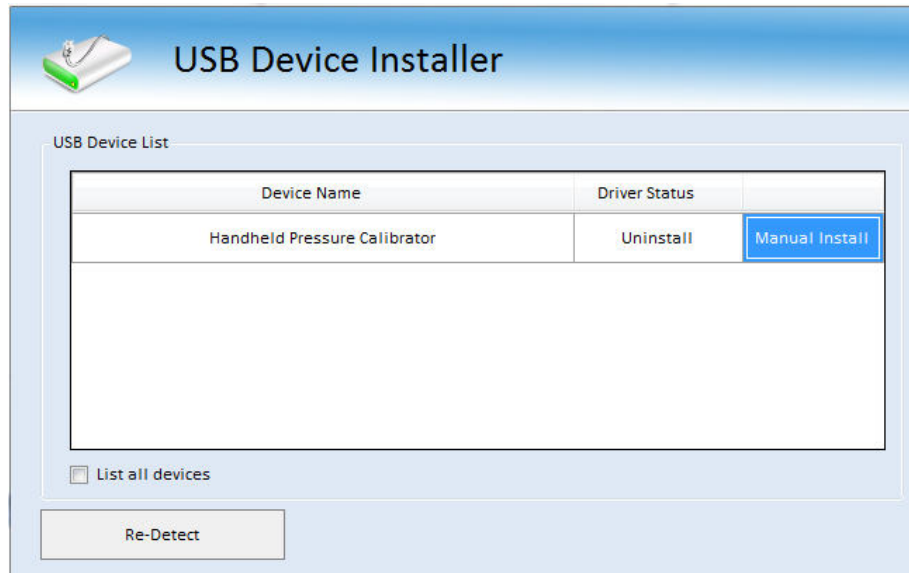 USB Device Installer
USB Device List
Device Name Driver Status
Handheld Pressure Calibrator Uninstall Manual Install
List all devices
Re-Detect